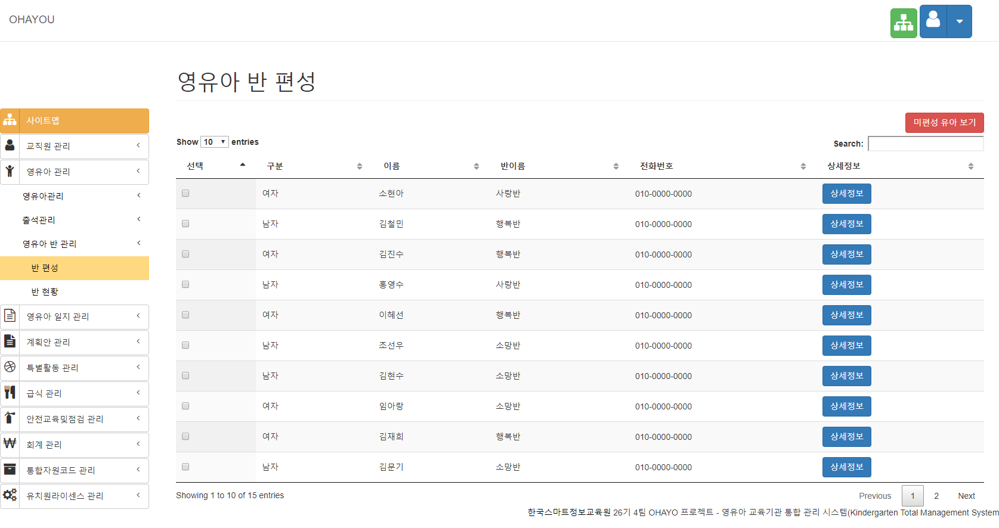 OHAYOU
영유아 반 편성
사이트맵
교직원 관리
영유아 관리
영유아관리
출석관리
영유아 반 관리
반 편성
반 현황
영유아 일지 관리
계획안 관리
특별활동 관리
급식 관리
안전교육및점검 관리
회계 관리
통합자원코드 관리
유치원라이센스 관리
미편성 유아 보기
Show 10 entries
Search:
선택 구분 이름 반이름 전화번호 상세정보
여자 소현아 사랑반 010-0000-0000 상세정보
남자 김철민 행복반 010-0000-0000 상세정보
여자 김진수 행복반 010-0000-0000 상세정보
남자 홍영수 사랑반 010-0000-0000 상세정보
여자 이혜선 행복반 010-0000-0000 상세정보
남자 조선우 소망반 010-0000-0000 상세정보
남자 김현수 소망반 010-0000-0000 상세정보
여자 임아랑 소망반 010-0000-0000 상세정보
여자 김재희 행복반 010-0000-0000 상세정보
남자 김문기 소망반 010-0000-0000 상세정보
Showing 1 to 10 of 15 entries
Previous 1 2 Next
한국스마트정보교육원 26기 4팀 OHAYO 프로젝트 - 영유아 교육기관 통합 관리 시스템(Kindergarten Total Management System